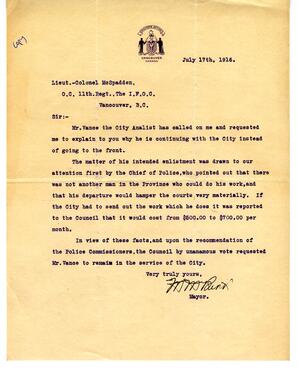 Copy
VANCOUVER
CANADA
July 17th, 1916.
Lieut.-Colonel McSpadden,
O.C. 11th.Regt.,The I.F.O.C.
Vancouver, B.C.
Sir:-
Mr.Vance the City Analist has called on me and requested
me to explain to you why he is continuing with the City instead
of going to the front.
The matter of his intended enlistment was drawn to our
attention first by the Chief of Police,who pointed out that there
was not another man in the Province who could do his work,and that
his departure would hamper the courts very materially. If
the City had to send out the work which he does it was reported
to the Council that it would cost from $500.00 to $700.00 per
month.
In view of these facts,and upon the recommendation of
the Police Commissioners,the Council by unanamous vote requested
Mr.Vance to remain in the service of the City.
Very truly yours,
Mayor.